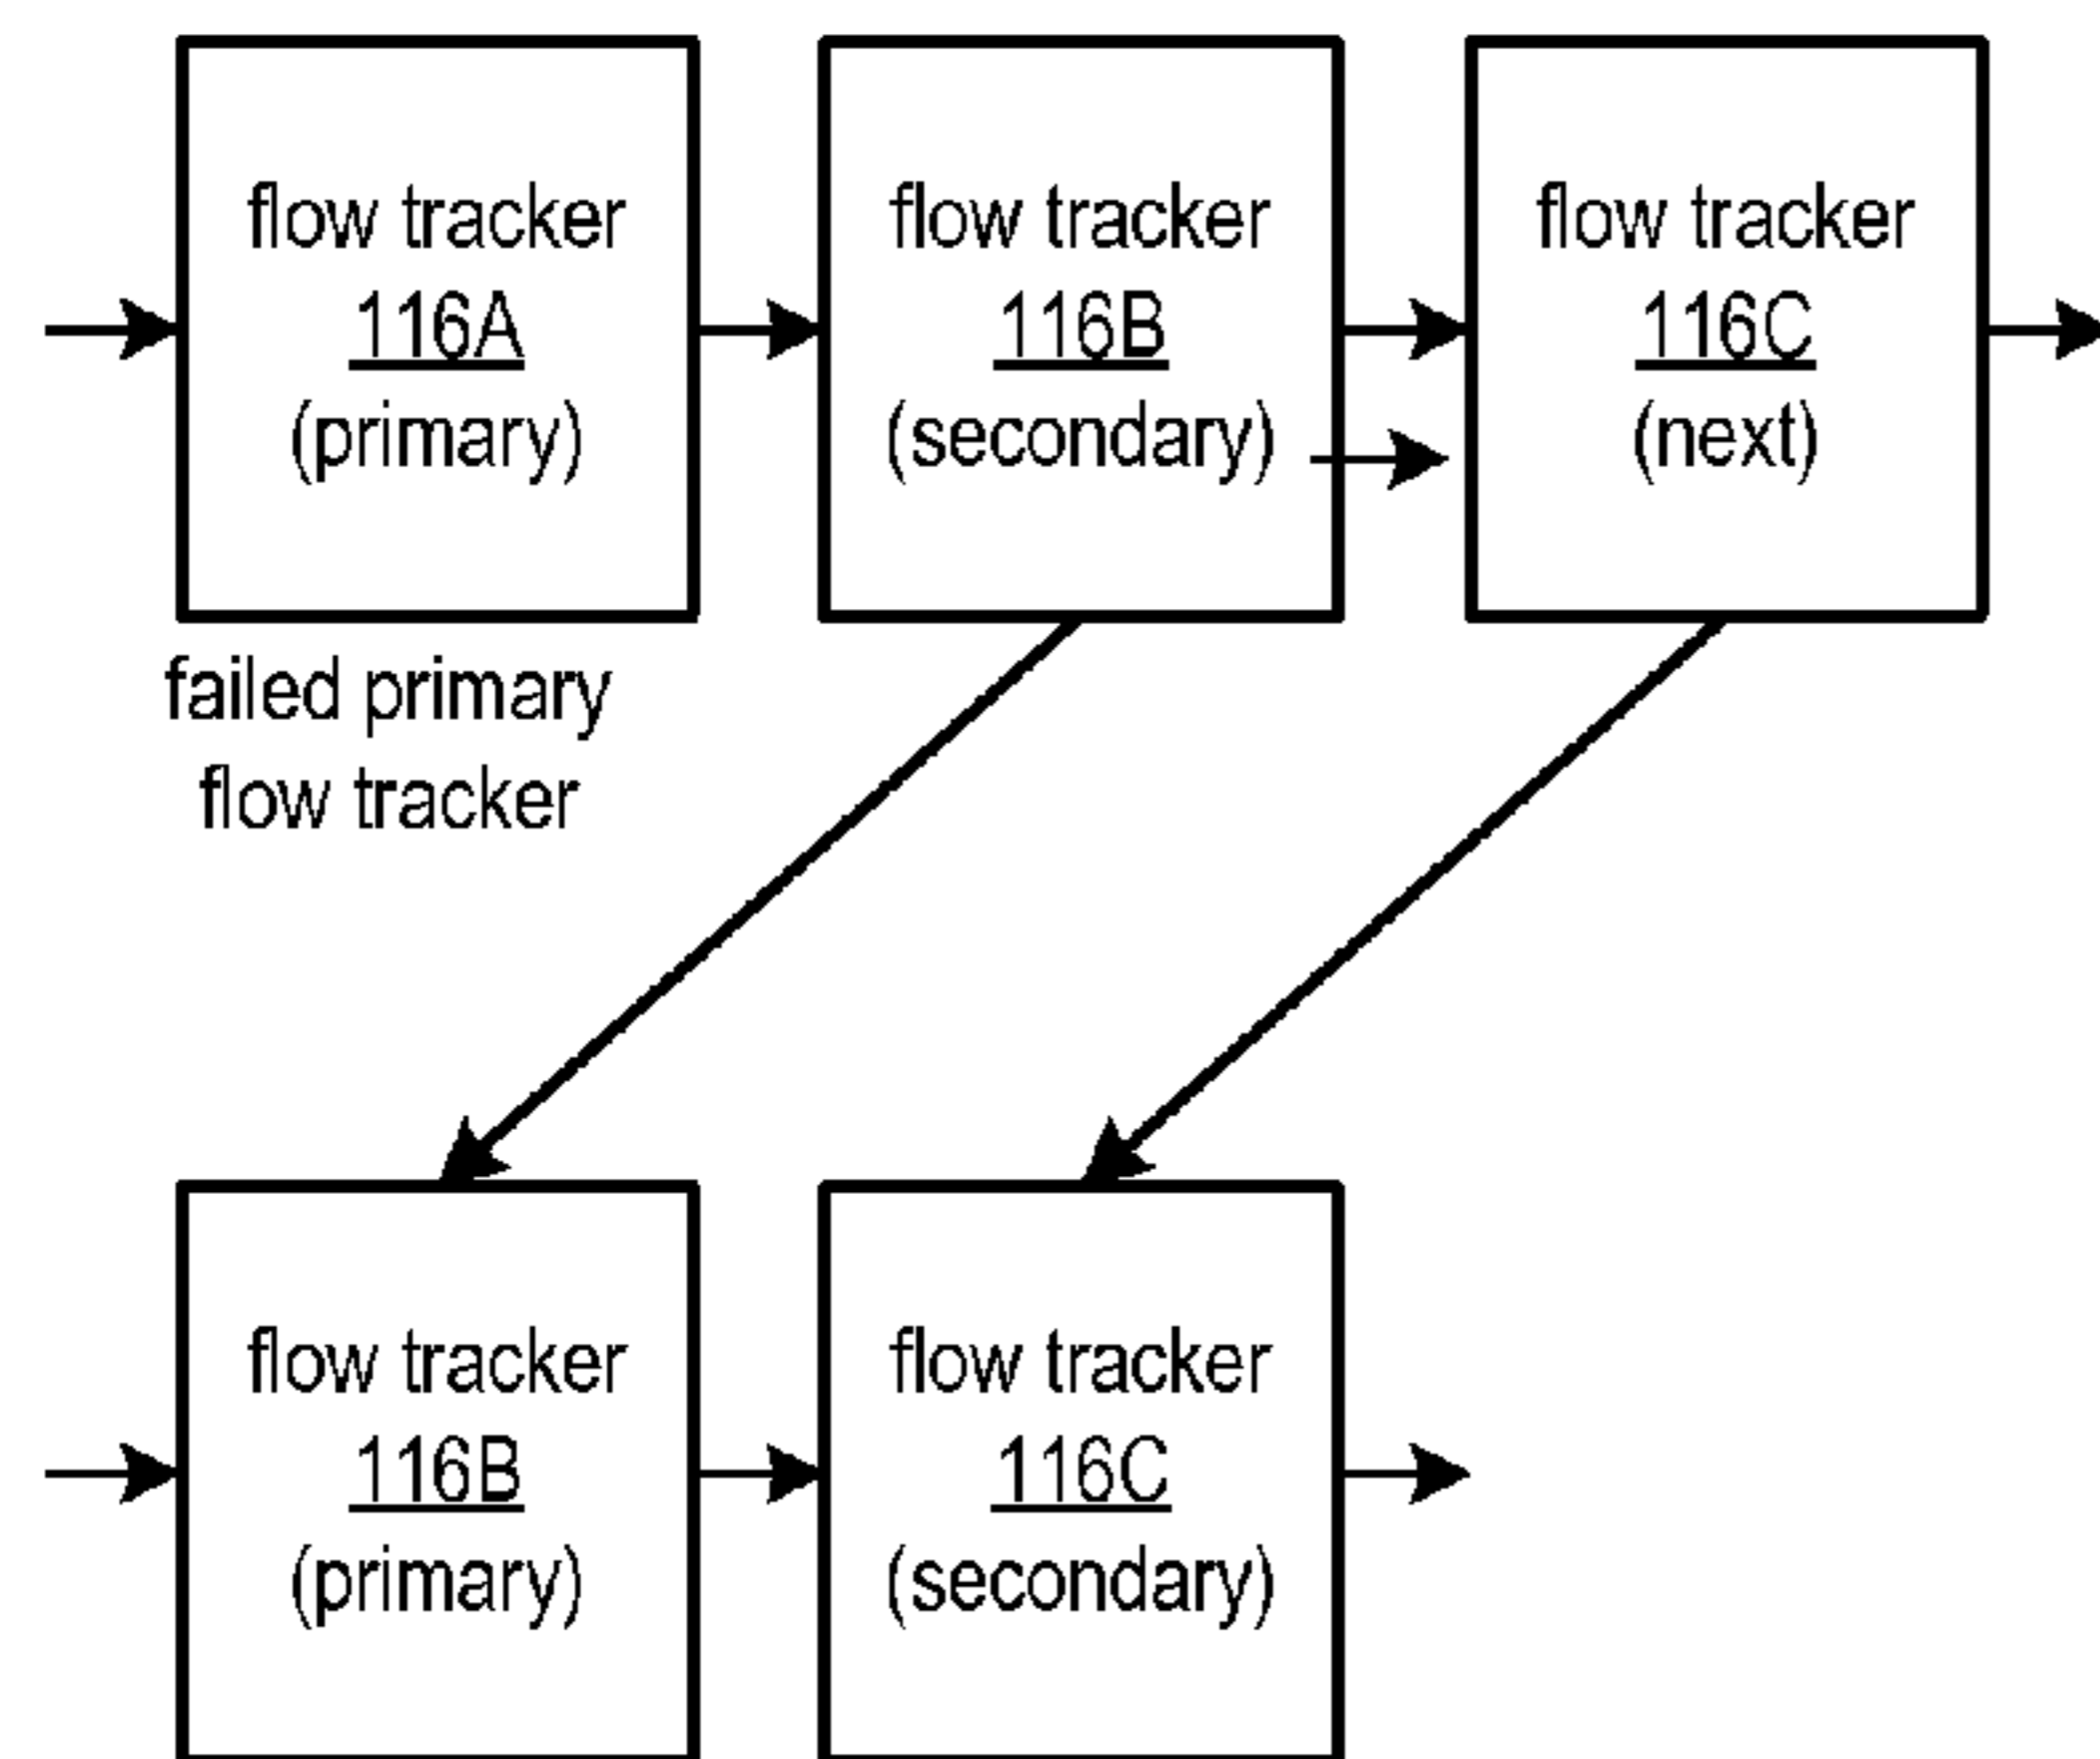 flow tracker
116A
(primary)
flow tracker
116B
(secondary)
flow tracker
116C
(next)
failed primary
flow tracker
flow tracker
116B
(primary)
flow tracker
116C
(secondary)